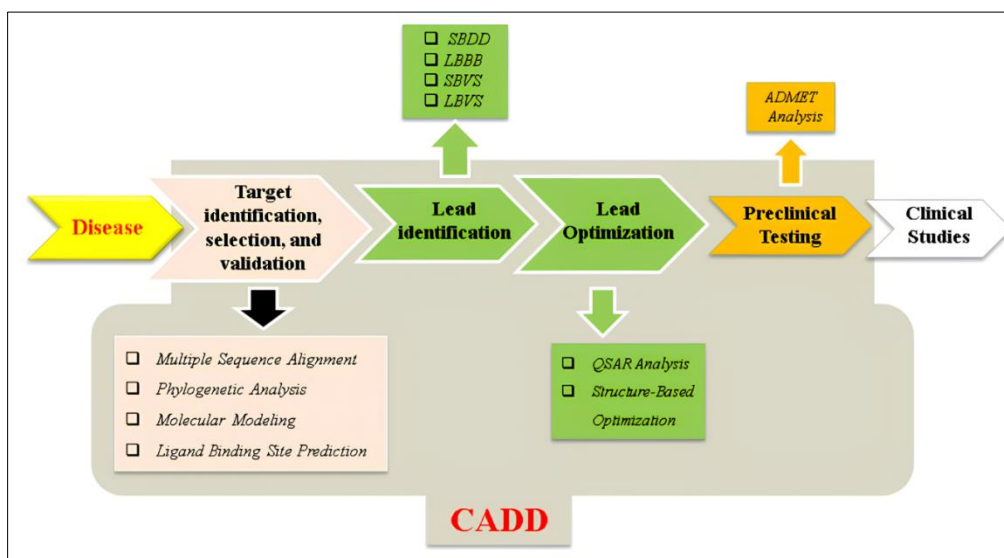 SBDD
LBBB
SBVS
LBVS
ADMET
Analysis
Disease
Target
identification,
selection, and
validation
Lead
identification
Lead
Optimization
Preclinical
Testing
Clinical
Studies
Multiple Sequence Alignment
Phylogenetic Analysis
Molecular Modeling
Ligand Binding Site Prediction
QSAR Analysis
Structure-Based
Optimization
CADD